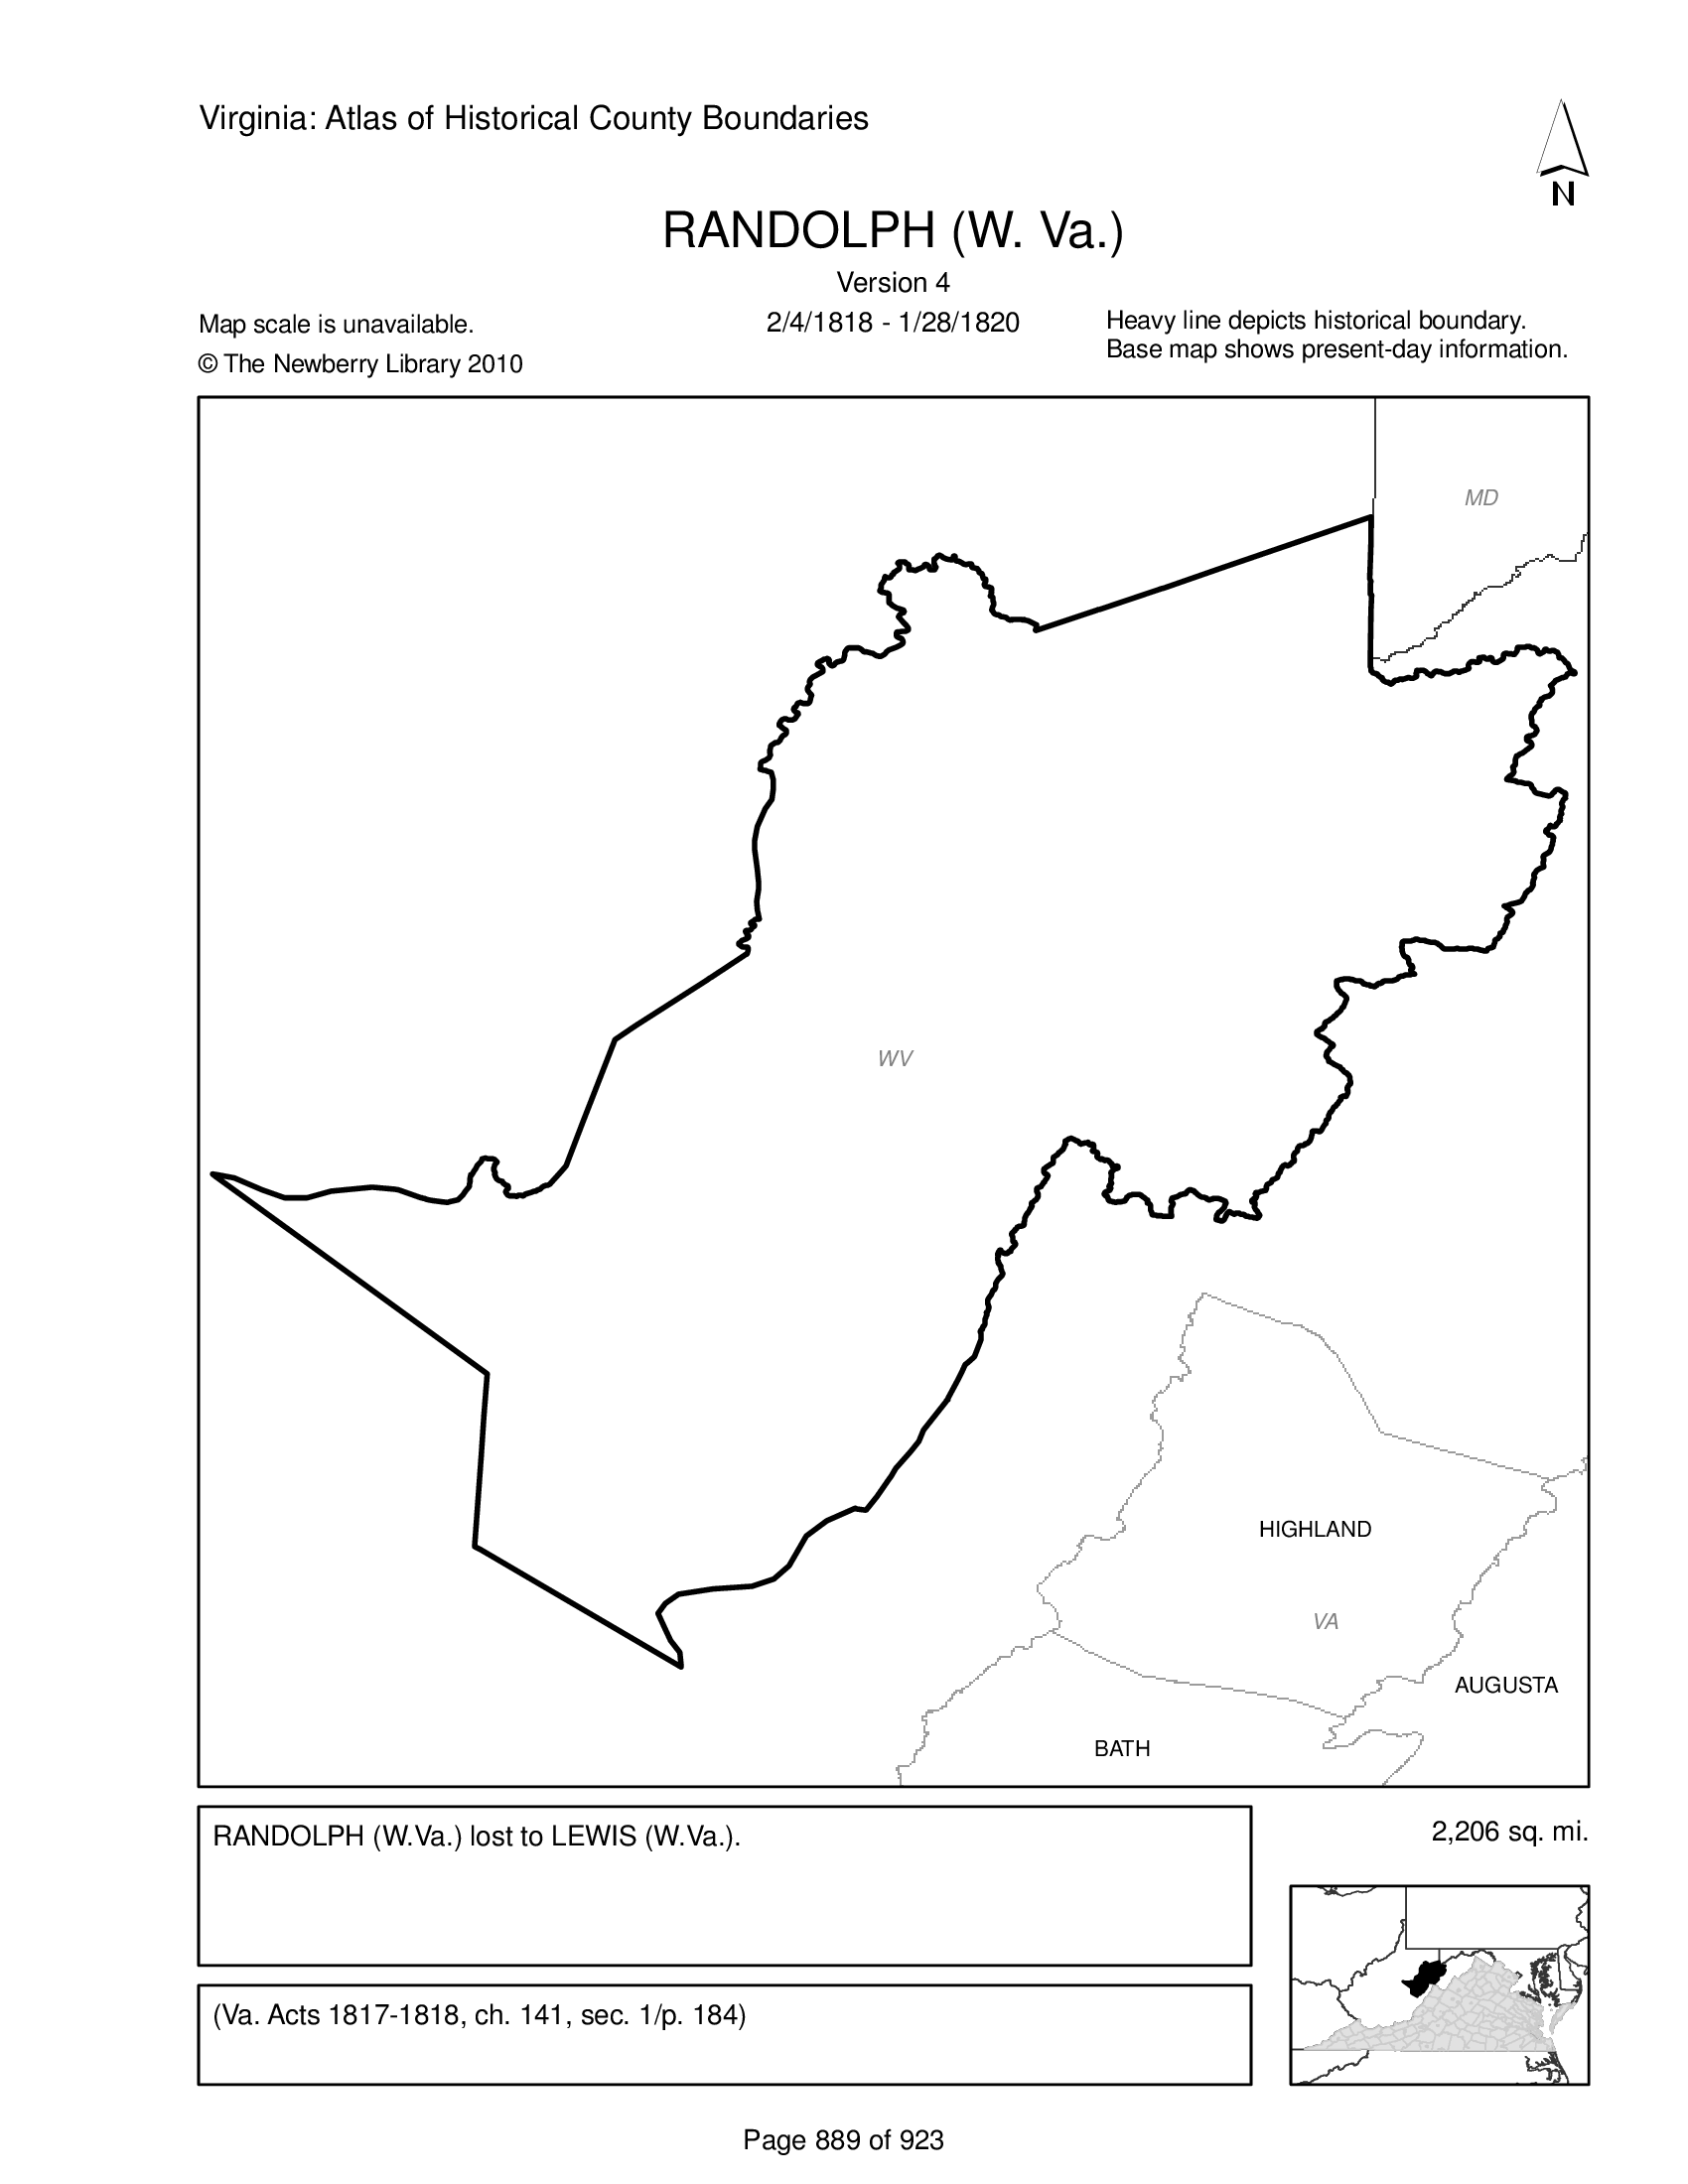 Virginia: Atlas of Historical County Boundaries
N
RANDOLPH (W. Va.)
Version 4
2/4/1818 - 1/28/1820
Map scale is unavailable.
© The Newberry Library 2010
Heavy line depicts historical boundary.
Base map shows present-day information.
MD
WV
HIGHLAND
VA
AUGUSTA
BATH
RANDOLPH (W.Va.) lost to LEWIS (W.Va.).
2,206 sq. mi.
(Va. Acts 1817-1818, ch. 141, sec. 1/p. 184)
Page 889 of 923